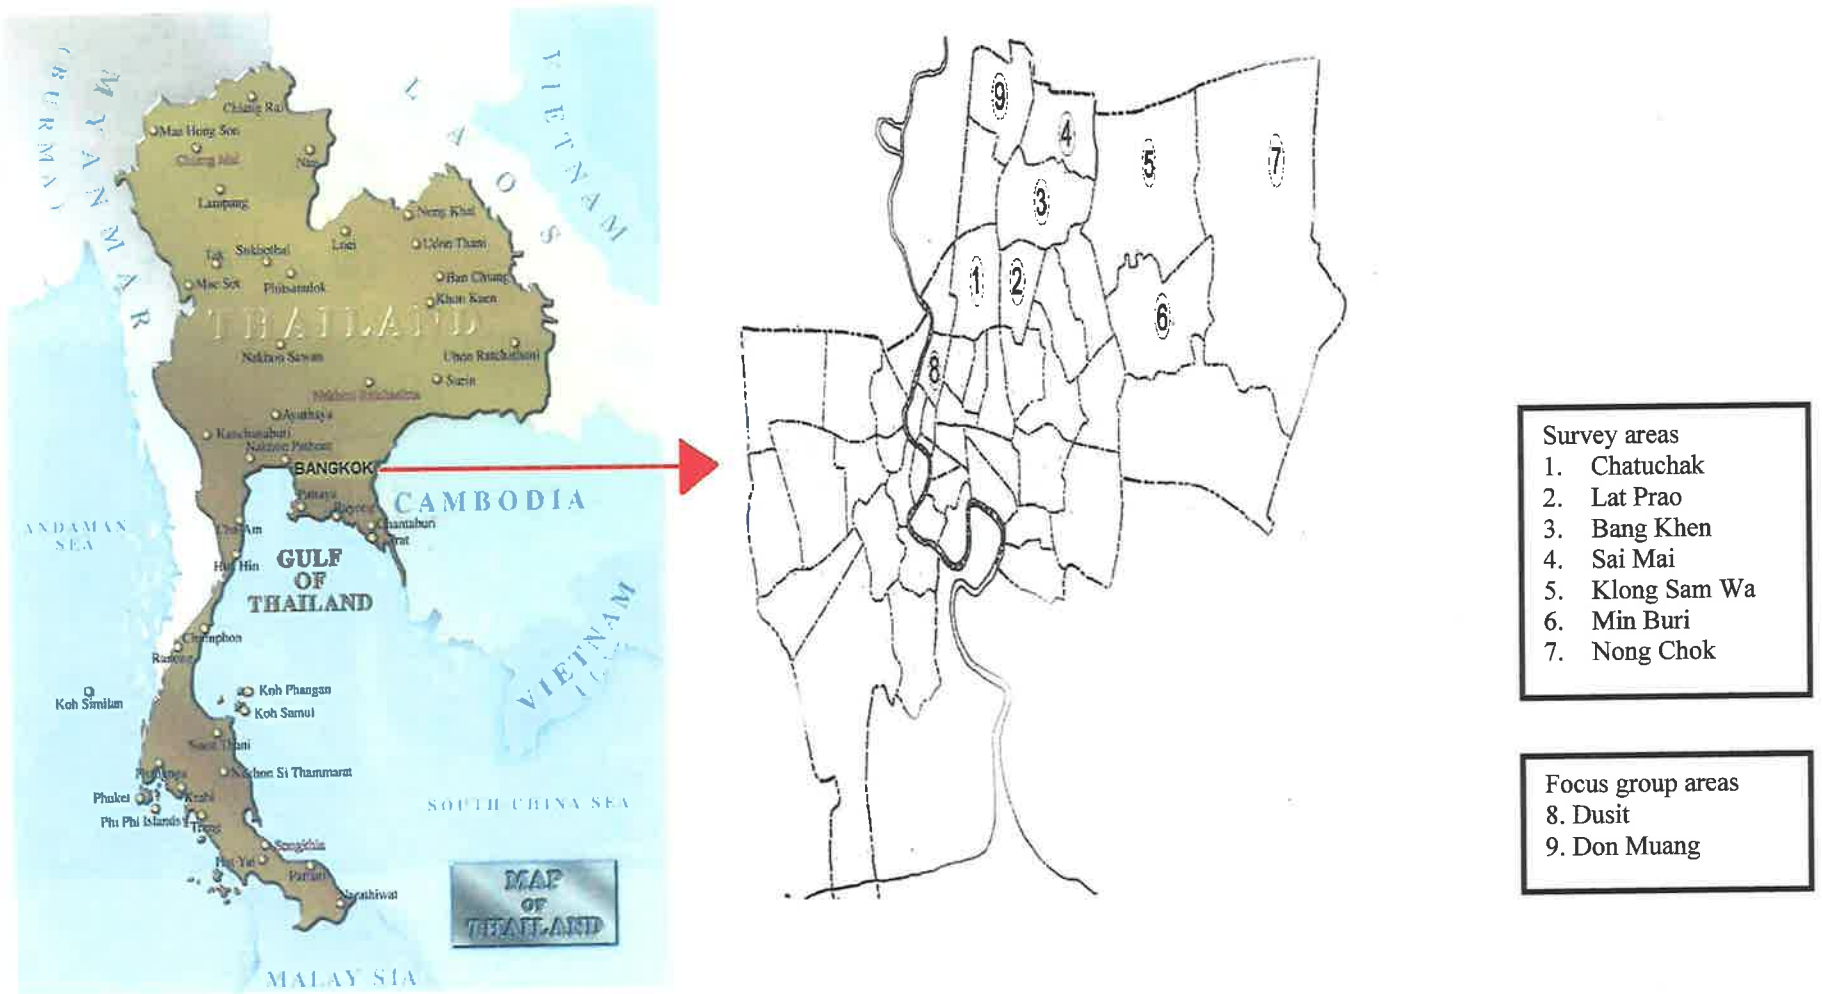 (BURMA)
MYANMAR
LAOS
VIETNAM
Chiang Rai
Mae Hong Son
Chiang Mai
Nan
Lampang
Nong Khai
Loei
Udon Thani
Tak
Sukhothai
Mae Sot
Phitsanulok
Ban Chiang
Khon Kaen
THAILAND
Nakhon Sawan
Ubon Ratchathani
Surin
Nakhon Ratchasima
Ayuthaya
Kanchanaburi
Nakhon Pathom
BANGKOK
Pattaya
Rayong
CAMBODIA
Chantaburi
Trat
ANDAMAN
SEA
Cha Am
Hua Hin
GULF
OF
THAILAND
VIETNAM
Chumphon
Ranong
Koh Similan
Koh Phangan
Koh Samui
Surat Thani
Nakhon Si Thammarat
Phuket
Krabi
Phi Phi Islands
Trang
SOUTH CHINA SEA
Songkhla
Hat Yai
Pattani
Narathiwat
MAP
OF
THAILAND
MALAYSIA
9
4
5
7
3
1
2
6
8
Survey areas
1. Chatuchak
2. Lat Prao
3. Bang Khen
4. Sai Mai
5. Klong Sam Wa
6. Min Buri
7. Nong Chok
Focus group areas
8. Dusit
9. Don Muang